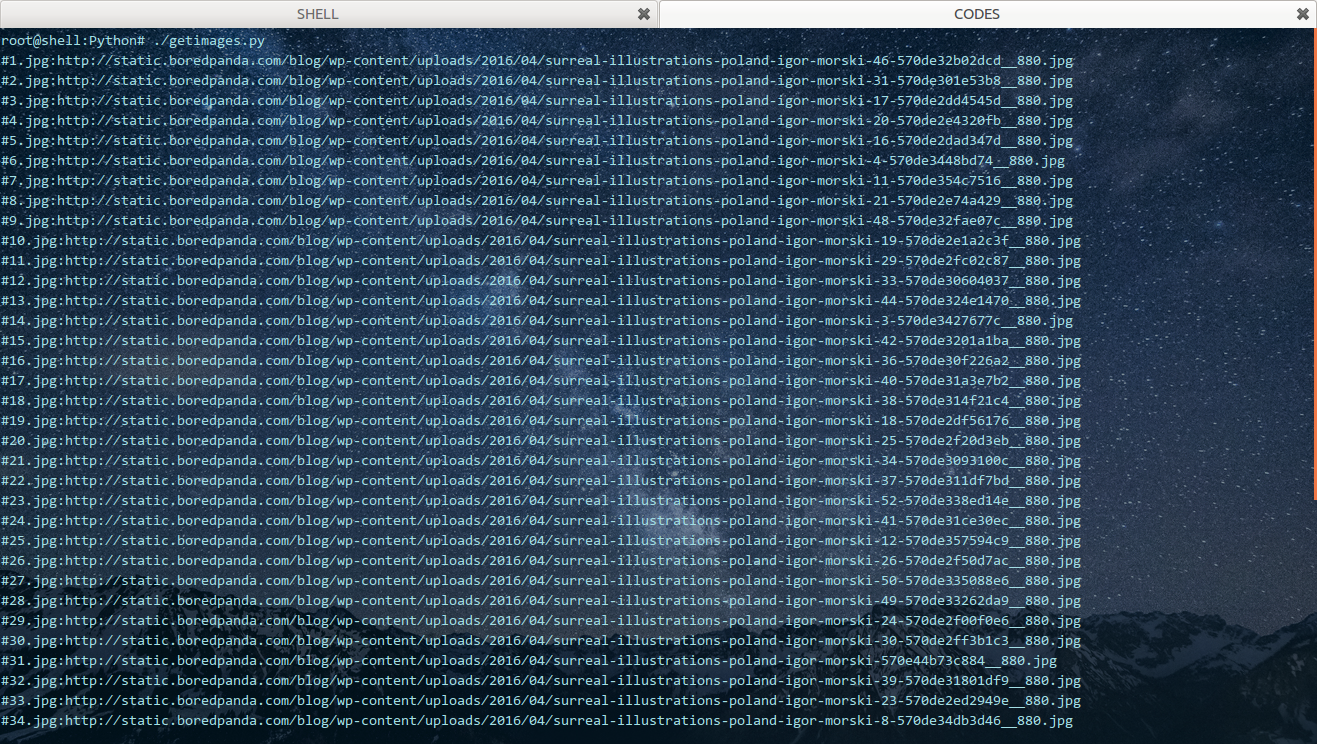 SHELL
CODES
root@shell:Python# ./getimages.py
#1.jpg:http://static.boredpanda.com/blog/wp-content/uploads/2016/04/surreal-illustrations-poland-igor-morski-46-570de32b02dcd__880.jpg
#2.jpg:http://static.boredpanda.com/blog/wp-content/uploads/2016/04/surreal-illustrations-poland-igor-morski-31-570de301e53b8__880.jpg
#3.jpg:http://static.boredpanda.com/blog/wp-content/uploads/2016/04/surreal-illustrations-poland-igor-morski-17-570de2dd4545d__880.jpg
#4.jpg:http://static.boredpanda.com/blog/wp-content/uploads/2016/04/surreal-illustrations-poland-igor-morski-20-570de2e4320fb__880.jpg
#5.jpg:http://static.boredpanda.com/blog/wp-content/uploads/2016/04/surreal-illustrations-poland-igor-morski-16-570de2dad347d__880.jpg
#6.jpg:http://static.boredpanda.com/blog/wp-content/uploads/2016/04/surreal-illustrations-poland-igor-morski-4-570de3448bd74__880.jpg
#7.jpg:http://static.boredpanda.com/blog/wp-content/uploads/2016/04/surreal-illustrations-poland-igor-morski-11-570de354c7516__880.jpg
#8.jpg:http://static.boredpanda.com/blog/wp-content/uploads/2016/04/surreal-illustrations-poland-igor-morski-21-570de2e74a429__880.jpg
#9.jpg:http://static.boredpanda.com/blog/wp-content/uploads/2016/04/surreal-illustrations-poland-igor-morski-48-570de32fae07c__880.jpg
#10.jpg:http://static.boredpanda.com/blog/wp-content/uploads/2016/04/surreal-illustrations-poland-igor-morski-19-570de2e1a2c3f__880.jpg
#11.jpg:http://static.boredpanda.com/blog/wp-content/uploads/2016/04/surreal-illustrations-poland-igor-morski-29-570de2fc02c87__880.jpg
#12.jpg:http://static.boredpanda.com/blog/wp-content/uploads/2016/04/surreal-illustrations-poland-igor-morski-33-570de30604037__880.jpg
#13.jpg:http://static.boredpanda.com/blog/wp-content/uploads/2016/04/surreal-illustrations-poland-igor-morski-44-570de324e1470__880.jpg
#14.jpg:http://static.boredpanda.com/blog/wp-content/uploads/2016/04/surreal-illustrations-poland-igor-morski-3-570de3427677c__880.jpg
#15.jpg:http://static.boredpanda.com/blog/wp-content/uploads/2016/04/surreal-illustrations-poland-igor-morski-42-570de3201a1ba__880.jpg
#16.jpg:http://static.boredpanda.com/blog/wp-content/uploads/2016/04/surreal-illustrations-poland-igor-morski-36-570de30f226a2__880.jpg
#17.jpg:http://static.boredpanda.com/blog/wp-content/uploads/2016/04/surreal-illustrations-poland-igor-morski-40-570de31a3e7b2__880.jpg
#18.jpg:http://static.boredpanda.com/blog/wp-content/uploads/2016/04/surreal-illustrations-poland-igor-morski-38-570de314f21c4__880.jpg
#19.jpg:http://static.boredpanda.com/blog/wp-content/uploads/2016/04/surreal-illustrations-poland-igor-morski-18-570de2df56176__880.jpg
#20.jpg:http://static.boredpanda.com/blog/wp-content/uploads/2016/04/surreal-illustrations-poland-igor-morski-25-570de2f20d3eb__880.jpg
#21.jpg:http://static.boredpanda.com/blog/wp-content/uploads/2016/04/surreal-illustrations-poland-igor-morski-34-570de3093100c__880.jpg
#22.jpg:http://static.boredpanda.com/blog/wp-content/uploads/2016/04/surreal-illustrations-poland-igor-morski-37-570de311df7bd__880.jpg
#23.jpg:http://static.boredpanda.com/blog/wp-content/uploads/2016/04/surreal-illustrations-poland-igor-morski-52-570de338ed14e__880.jpg
#24.jpg:http://static.boredpanda.com/blog/wp-content/uploads/2016/04/surreal-illustrations-poland-igor-morski-41-570de31ce30ec__880.jpg
#25.jpg:http://static.boredpanda.com/blog/wp-content/uploads/2016/04/surreal-illustrations-poland-igor-morski-12-570de357594c9__880.jpg
#26.jpg:http://static.boredpanda.com/blog/wp-content/uploads/2016/04/surreal-illustrations-poland-igor-morski-26-570de2f50d7ac__880.jpg
#27.jpg:http://static.boredpanda.com/blog/wp-content/uploads/2016/04/surreal-illustrations-poland-igor-morski-50-570de335088e6__880.jpg
#28.jpg:http://static.boredpanda.com/blog/wp-content/uploads/2016/04/surreal-illustrations-poland-igor-morski-49-570de33262da9__880.jpg
#29.jpg:http://static.boredpanda.com/blog/wp-content/uploads/2016/04/surreal-illustrations-poland-igor-morski-24-570de2f00f0e6__880.jpg
#30.jpg:http://static.boredpanda.com/blog/wp-content/uploads/2016/04/surreal-illustrations-poland-igor-morski-30-570de2ff3b1c3__880.jpg
#31.jpg:http://static.boredpanda.com/blog/wp-content/uploads/2016/04/surreal-illustrations-poland-igor-morski-570e44b73c884__880.jpg
#32.jpg:http://static.boredpanda.com/blog/wp-content/uploads/2016/04/surreal-illustrations-poland-igor-morski-39-570de31801df9__880.jpg
#33.jpg:http://static.boredpanda.com/blog/wp-content/uploads/2016/04/surreal-illustrations-poland-igor-morski-23-570de2ed2949e__880.jpg
#34.jpg:http://static.boredpanda.com/blog/wp-content/uploads/2016/04/surreal-illustrations-poland-igor-morski-8-570de34db3d46__880.jpg